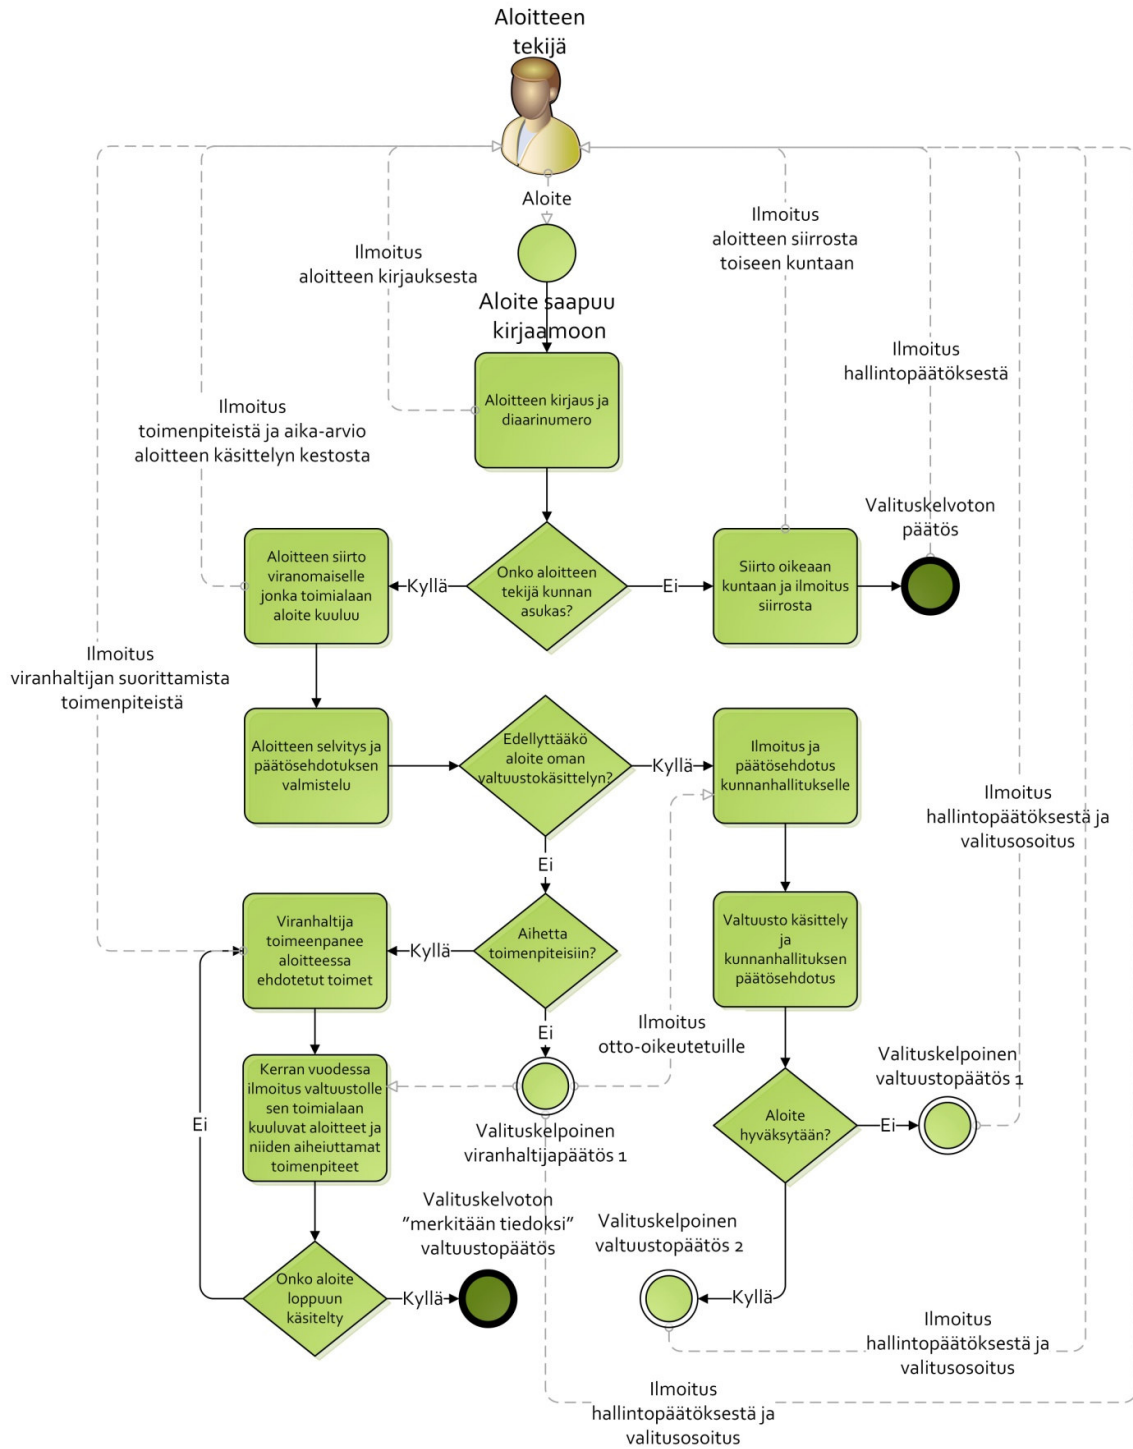 Aloitteen
tekijä
Aloite
Ilmoitus
aloitteen kirjauksesta
Ilmoitus
aloitteen siirrosta
toiseen kuntaan
Aloite saapuu
kirjaamoon
Ilmoitus
hallintopäätöksestä
Aloitteen kirjaus ja
diaarinumero
Ilmoitus
toimenpiteistä ja aika-arvio
aloitteen käsittelyn kestosta
Valituskelvoton
päätös
Aloitteen siirto
viranomaiselle
jonka toimialaan
aloite kuuluu
Kyllä
Onko aloitteen
tekijä kunnan
asukas?
Ei
Siirto oikeaan
kuntaan ja ilmoitus
siirrosta
Ilmoitus
viranhaltijan suorittamista
toimenpiteistä
Aloitteen selvitys ja
päätösehdotuksen
valmistelu
Edellyttääkö
aloite oman
valtuustokäsittelyn?
Kyllä
Ilmoitus ja
päätösehdotus
kunnanhallitukselle
Ilmoitus
hallintopäätöksestä ja
valitusosoitus
Ei
Viranhaltija
toimeenpanee
aloitteessa
ehdotetut toimet
Kyllä
Aihetta
toimenpiteisiin?
Valtuusto käsittely
ja
kunnanhallituksen
päätösehdotus
Ei
Ilmoitus
otto-oikeutetuille
Kerran vuodessa
ilmoitus valtuustolle
sen toimialaan
kuuluvat aloitteet ja
niiden aiheiuttamat
toimenpiteet
Valituskelpoinen
valtuustopäätös 1
Ei
Valituskelpoinen
viranhaltijapäätös 1
Aloite
hyväksytään?
Ei
Valituskelvoton
”merkitään tiedoksi”
valtuustopäätös
Valituskelpoinen
valtuustopäätös 2
Onko aloite
loppuun
käsitelty
Kyllä
Kyllä
Ilmoitus
hallintopäätöksestä ja
valitusosoitus
Ilmoitus
hallintopäätöksestä ja
valitusosoitus